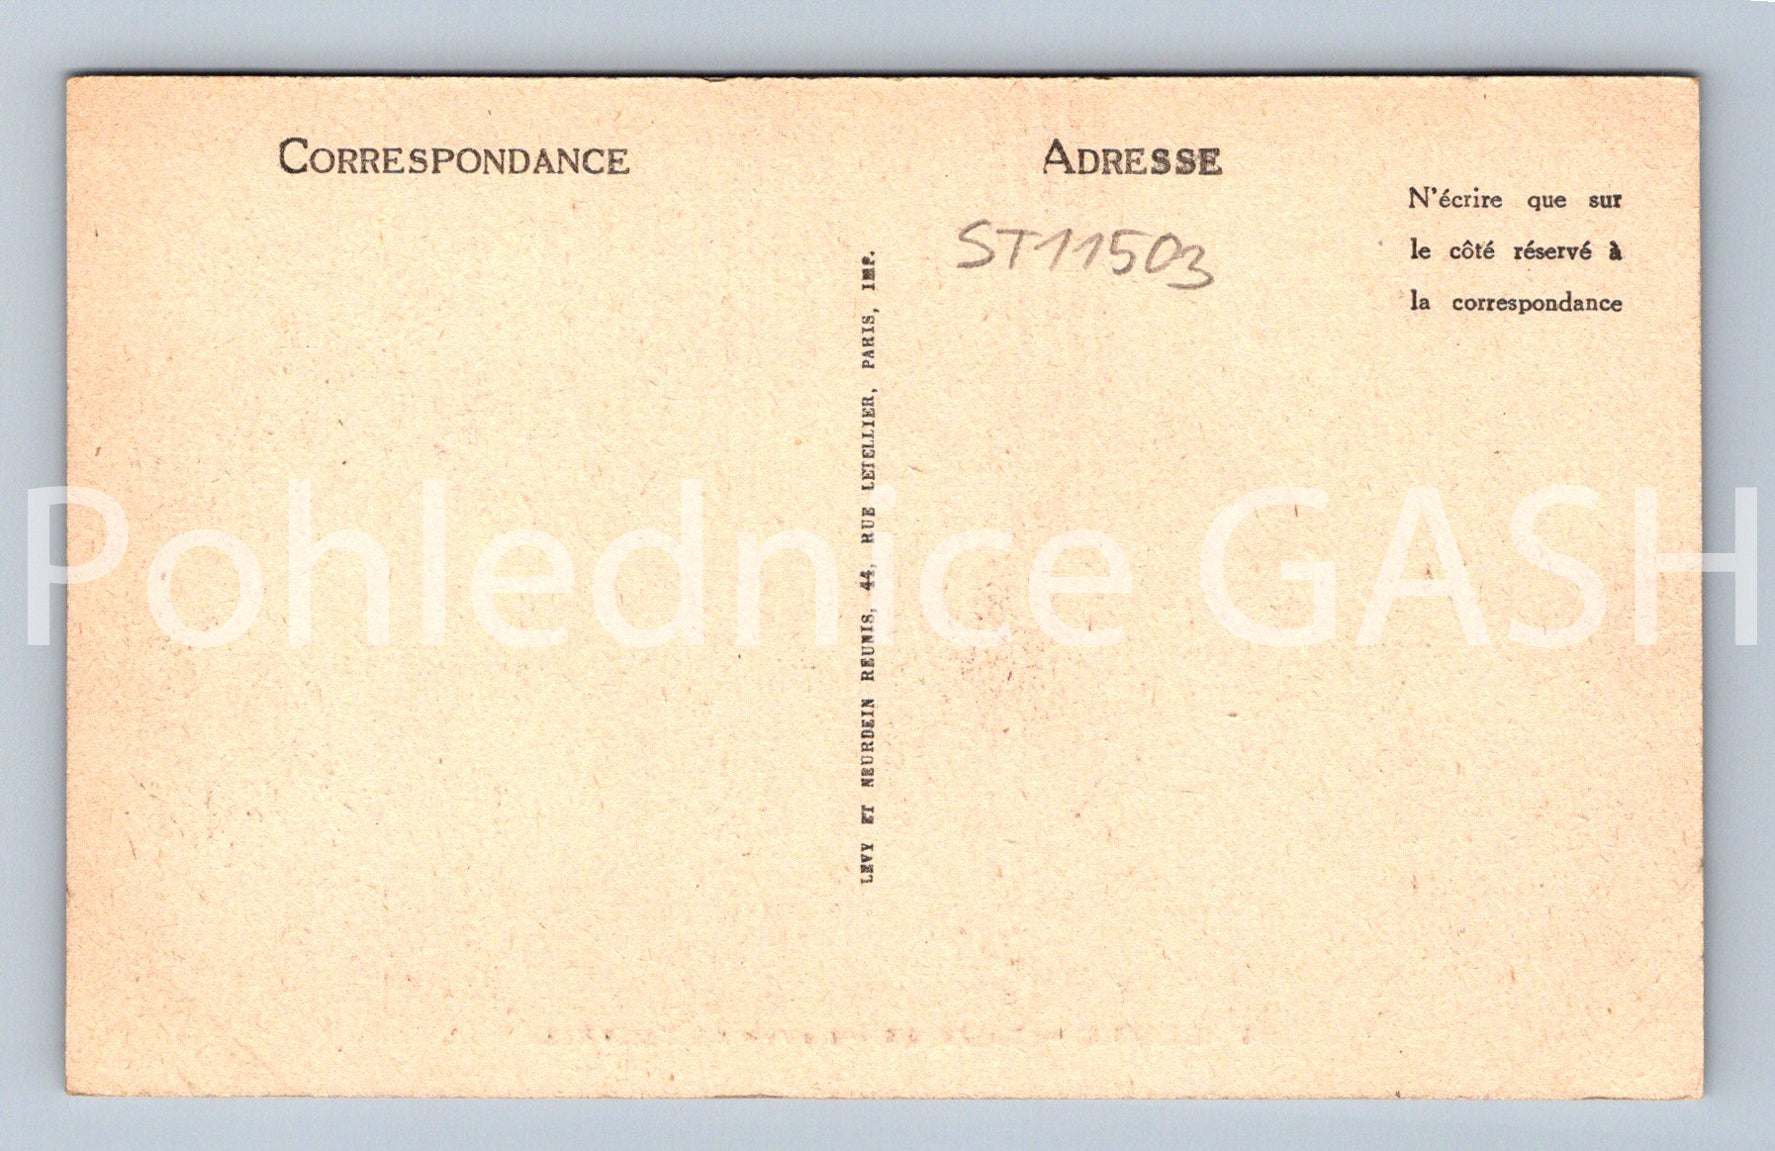 CORRESPONDANCE
ADRESSE
N'écrire que sur
le côté réservé à
la correspondance
ST11503
LEVY ET NEURDEIN REUNIS, 44, RUE LETELLIER, PARIS, IMP.
Pohlednice GASH